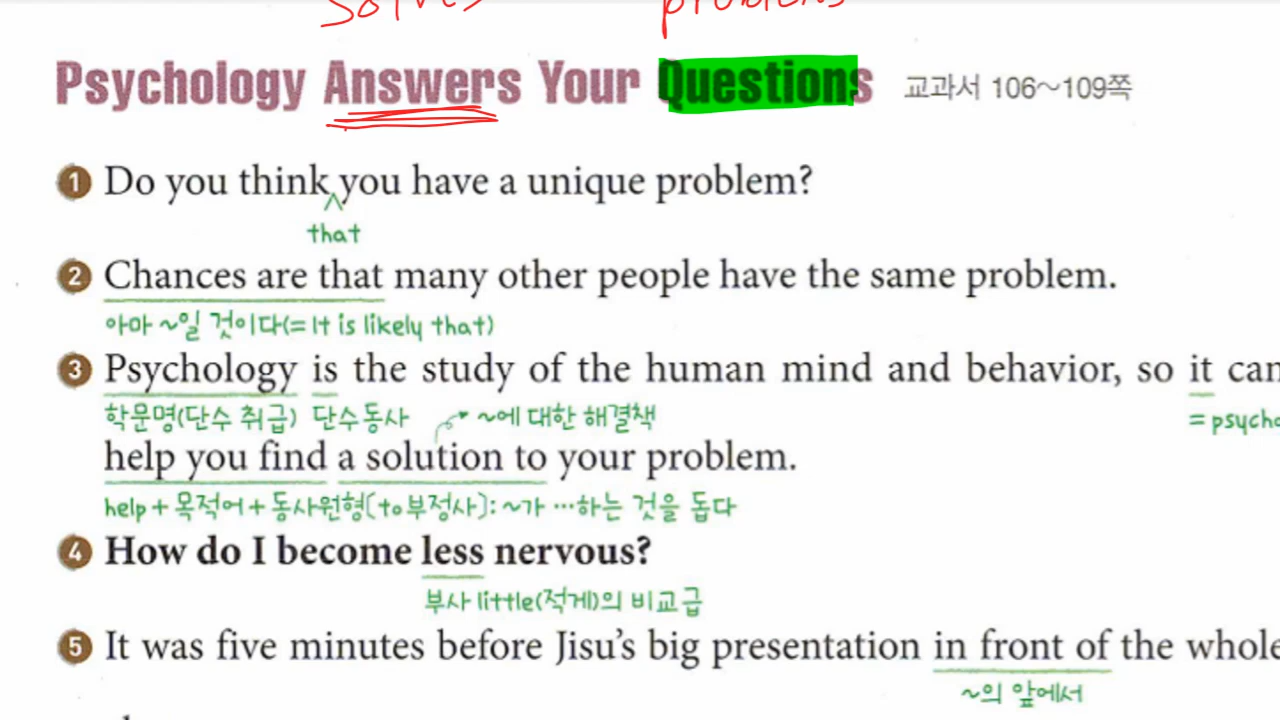 solves problems
Psychology Answers Your Questions 교과서 106~109쪽
1 Do you think you have a unique problem?
that
2 Chances are that many other people have the same problem.
아마 ~일 것이다(= It is likely that)
3 Psychology is the study of the human mind and behavior, so it can
학문명(단수 취급) 단수동사 ~에 대한 해결책 = psycho
help you find a solution to your problem.
help + 목적어 + 동사원형(to부정사): ~가 …하는 것을 돕다
4 How do I become less nervous?
부사 little(적게)의 비교급
5 It was five minutes before Jisu's big presentation in front of the whole
~의 앞에서